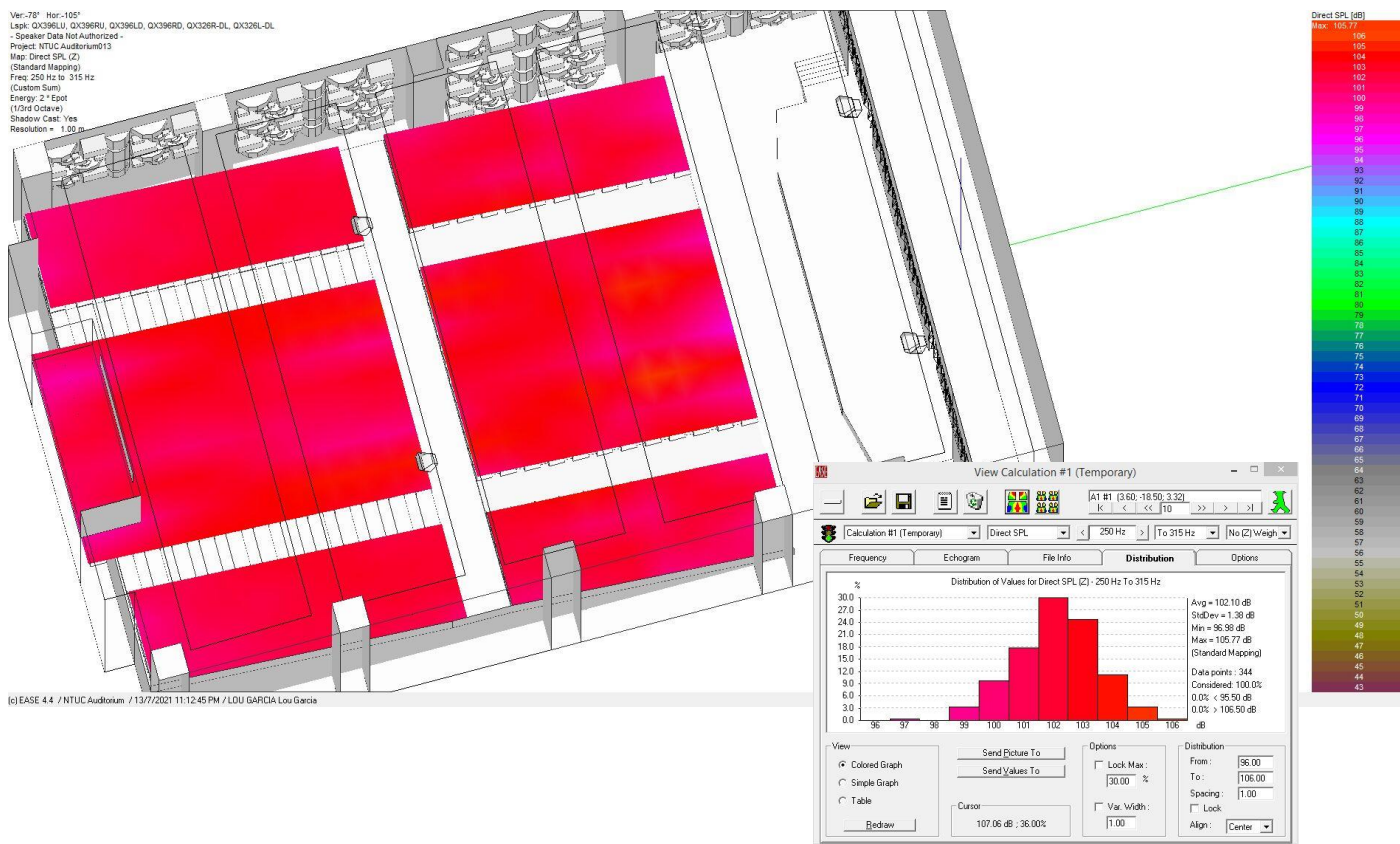 Ver:-78° Hor:-105°
Lspk: QX396LU, QX396RU, QX396LD, QX396RD, QX326R-DL, QX326L-DL
- Speaker Data Not Authorized -
Project: NTUC Auditorium013
Map: Direct SPL (Z)
(Standard Mapping)
Freq: 250 Hz to 315 Hz
(Custom Sum)
Energy: 2 * Epot
(1/3rd Octave)
Shadow Cast: Yes
Resolution = 1.00 m
Direct SPL [dB]
Max: 105.77
106
105
104
103
102
101
100
99
98
97
96
95
94
93
92
91
90
89
88
87
86
85
84
83
82
81
80
79
78
77
76
75
74
73
72
71
70
69
68
67
66
65
64
63
62
61
60
59
58
57
56
55
54
53
52
51
50
49
48
47
46
45
44
43
(c) EASE 4.4 / NTUC Auditorium / 13/7/2021 11:12:45 PM / LOU GARCIA Lou Garcia
View Calculation #1 (Temporary)
A1 #1 (3.60; -18.50; 3.32)
10
Calculation #1 (Temporary) Direct SPL 250 Hz To 315 Hz No (Z) Weigh
Frequency Echogram File Info Distribution Options
Distribution of Values for Direct SPL (Z) - 250 Hz To 315 Hz
%
30.0
27.0
24.0
21.0
18.0
15.0
12.0
9.0
6.0
3.0
0.0
96 97 98 99 100 101 102 103 104 105 106 dB
Avg = 102.10 dB
StdDev = 1.38 dB
Min = 96.98 dB
Max = 105.77 dB
(Standard Mapping)
Data points : 344
Considered: 100.0%
0.0% < 95.50 dB
0.0% > 106.50 dB
View
Colored Graph
Simple Graph
Table
Redraw
Send Picture To
Send Values To
Cursor
107.06 dB ; 36.00%
Options
Lock Max :
30.00 %
Var. Width :
1.00
Distribution
From : 96.00
To : 106.00
Spacing : 1.00
Lock
Align : Center